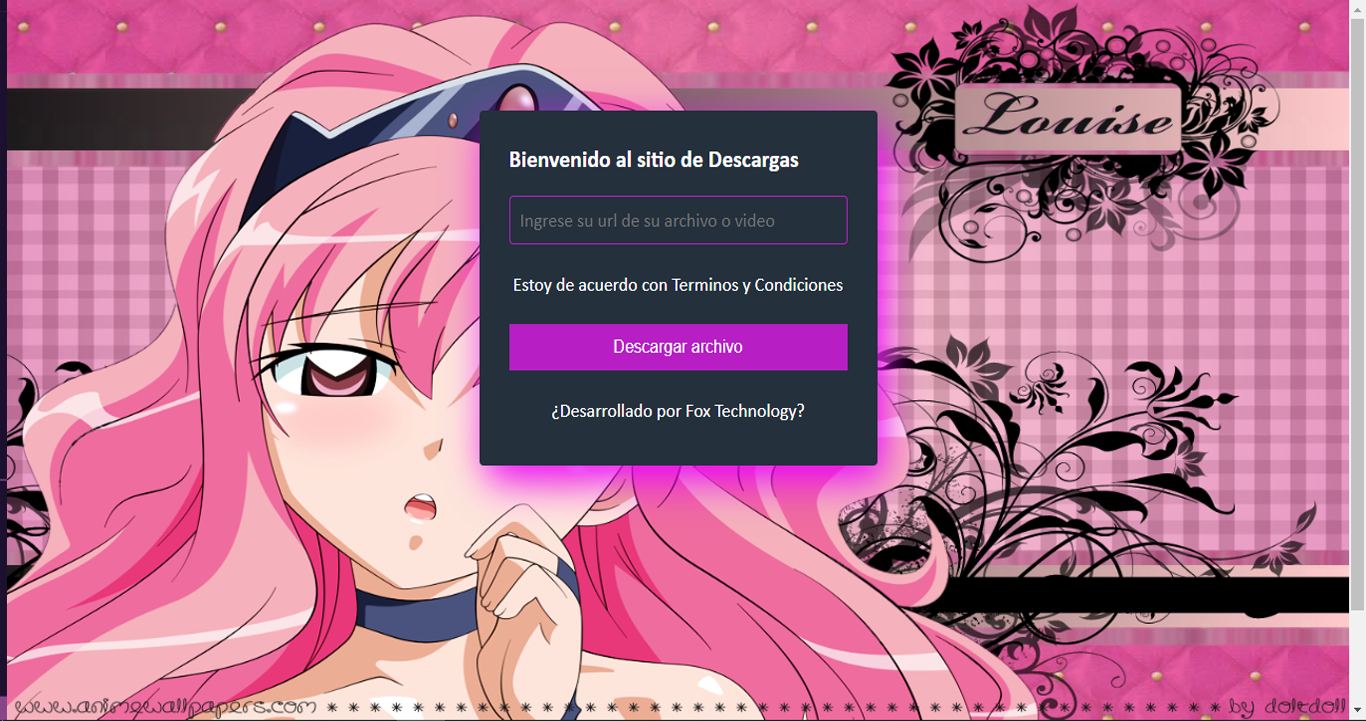 Louise
Bienvenido al sitio de Descargas
Ingrese su url de su archivo o video
Estoy de acuerdo con Terminos y Condiciones
Descargar archivo
¿Desarrollado por Fox Technology?
www.animewallpapers.com * * * * * * * * * * * * * * * * * * * * * * * * * * * * * * * * * * * * * * by doltdoll